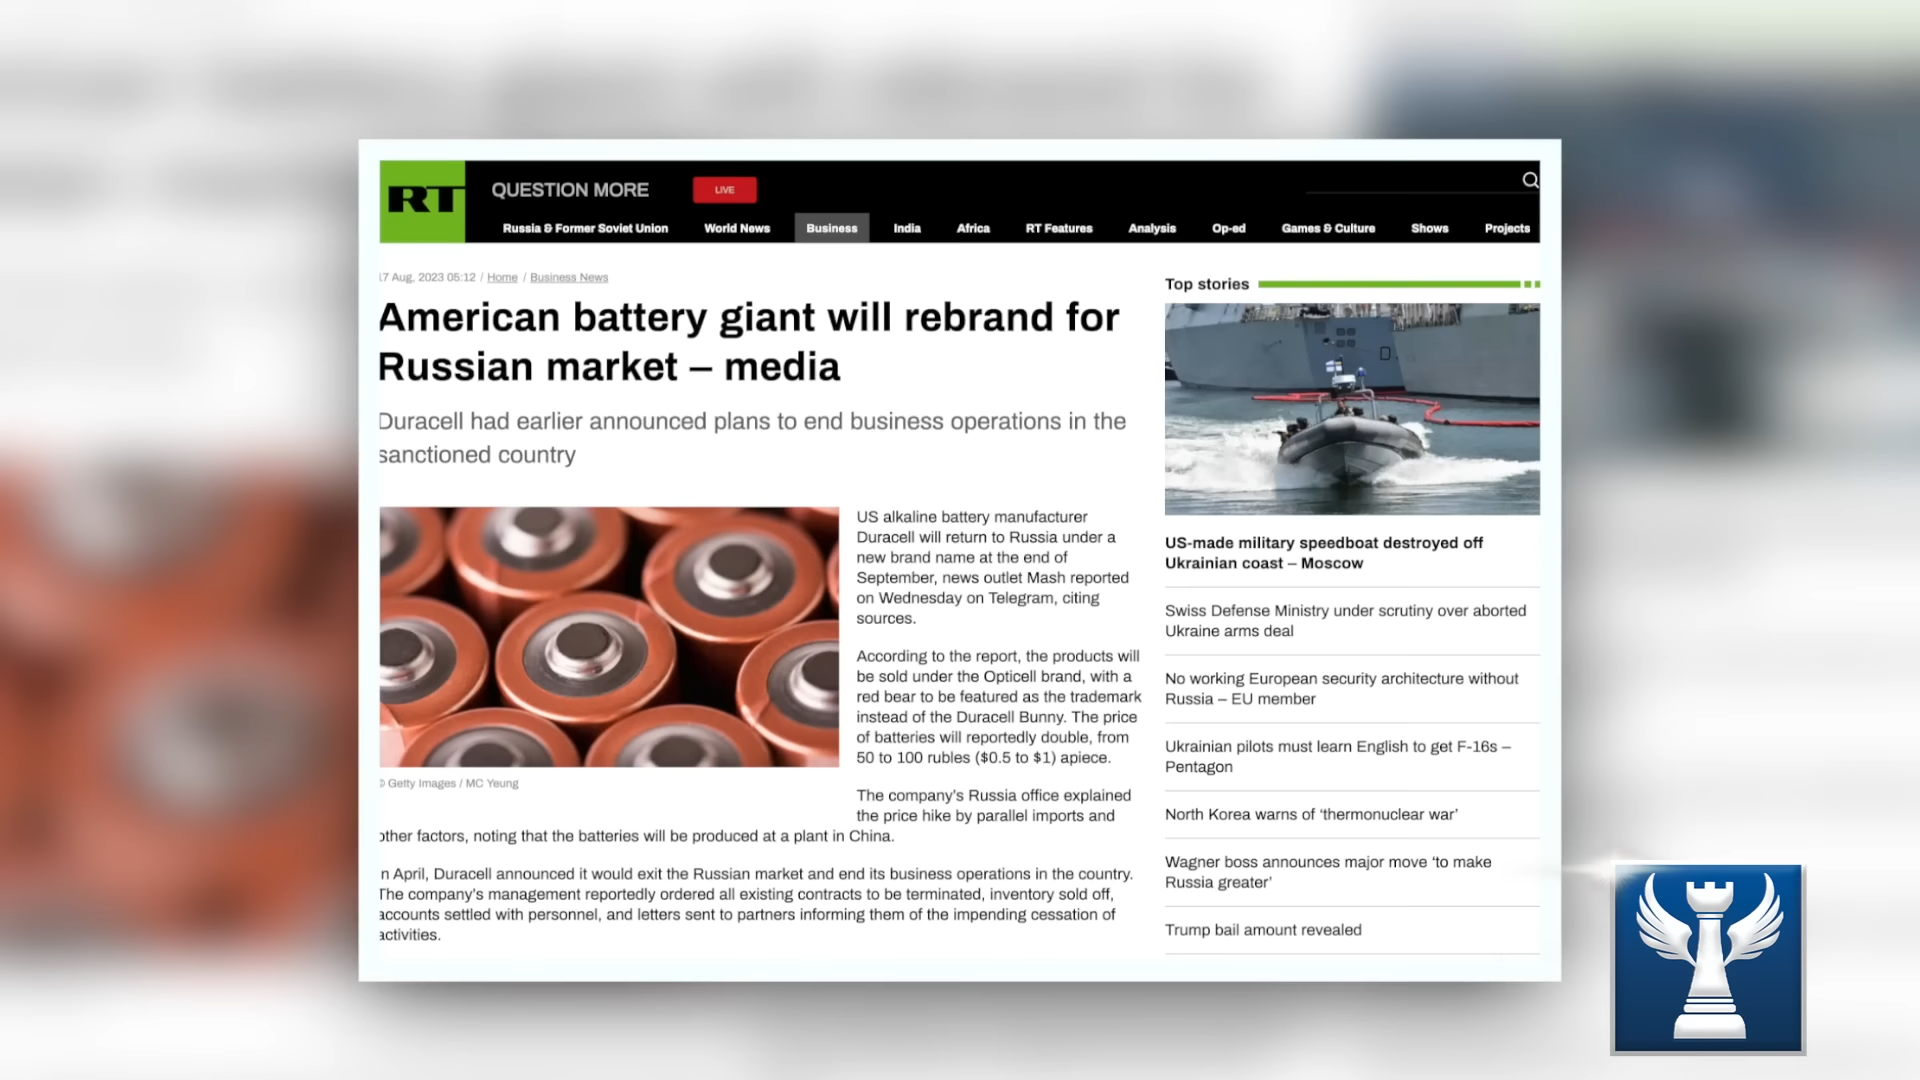 RT
QUESTION MORE
LIVE
Russia & Former Soviet Union
World News
Business
India
Africa
RT Features
Analysis
Op-ed
Games & Culture
Shows
Projects
17 Aug, 2023 05:12 / Home / Business News
American battery giant will rebrand for
Russian market – media
Duracell had earlier announced plans to end business operations in the
sanctioned country
US alkaline battery manufacturer
Duracell will return to Russia under a
new brand name at the end of
September, news outlet Mash reported
on Wednesday on Telegram, citing
sources.
According to the report, the products will
be sold under the Opticell brand, with a
red bear to be featured as the trademark
instead of the Duracell Bunny. The price
of batteries will reportedly double, from
50 to 100 rubles ($0.5 to $1) apiece.
© Getty Images / MC Yeung
The company's Russia office explained
the price hike by parallel imports and
other factors, noting that the batteries will be produced at a plant in China.
n April, Duracell announced it would exit the Russian market and end its business operations in the country.
The company's management reportedly ordered all existing contracts to be terminated, inventory sold off,
accounts settled with personnel, and letters sent to partners informing them of the impending cessation of
activities.
Top stories
US-made military speedboat destroyed off
Ukrainian coast – Moscow
Swiss Defense Ministry under scrutiny over aborted
Ukraine arms deal
No working European security architecture without
Russia – EU member
Ukrainian pilots must learn English to get F-16s –
Pentagon
North Korea warns of ‘thermonuclear war’
Wagner boss announces major move ‘to make
Russia greater’
Trump bail amount revealed